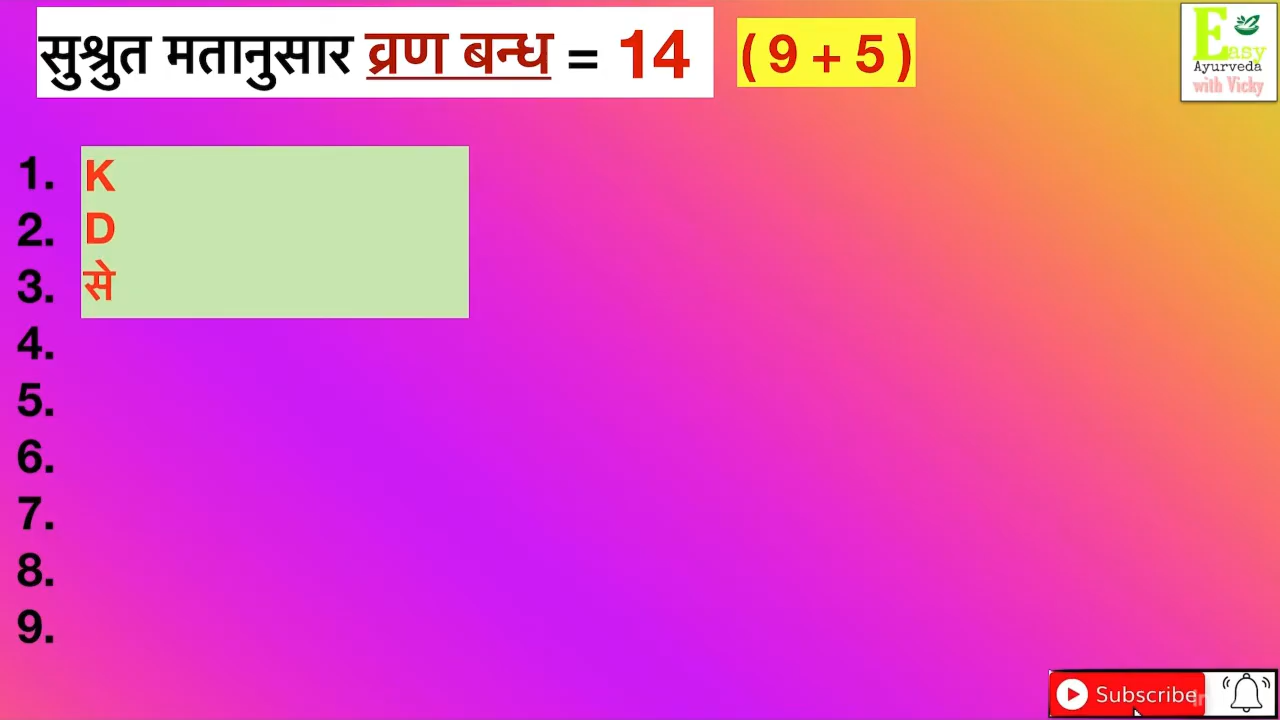 सुश्रुत मतानुसार व्रण बन्ध = 14 ( 9 + 5 )
Easy
Ayurveda
with Vicky
1. K
2. D
3. से
4.
5.
6.
7.
8.
9.
Subscribe